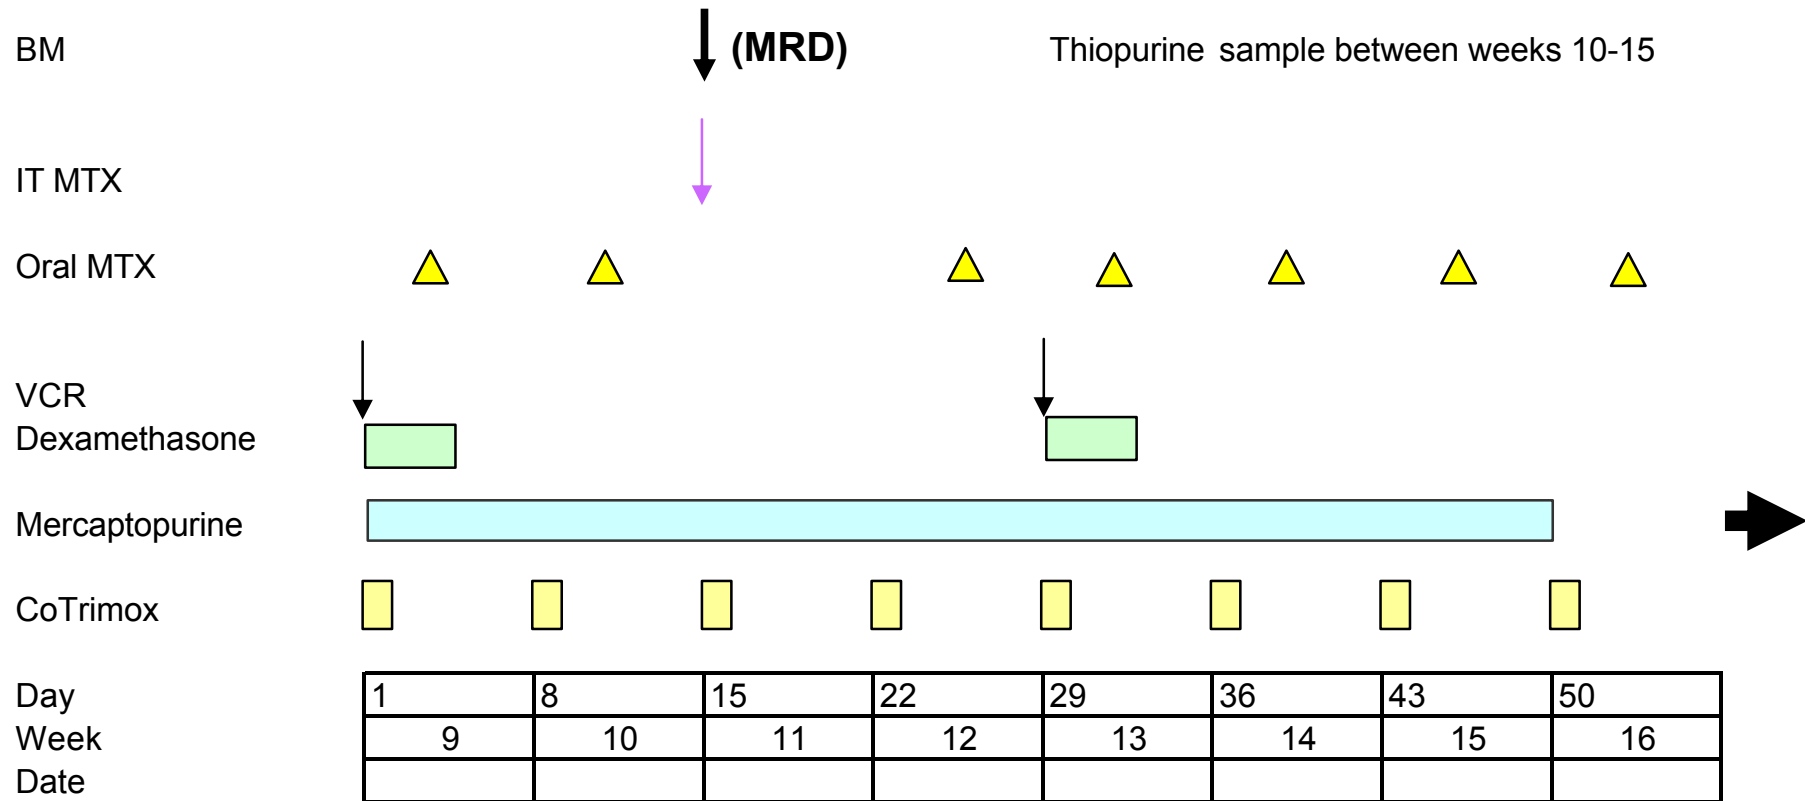 BM (MRD) Thiopurine sample between weeks 10-15
IT MTX
Oral MTX
VCR
Dexamethasone
Mercaptopurine
CoTrimox
Day 1 8 15 22 29 36 43 50
Week 9 10 11 12 13 14 15 16
Date